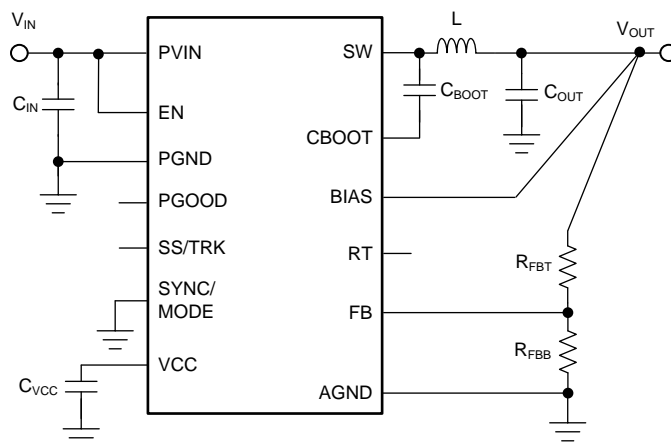 VIN
L
VOUT
PVIN
SW
CIN
CBOOT
COUT
EN
CBOOT
PGND
BIAS
PGOOD
SS/TRK
RT
RFBT
SYNC/
MODE
FB
RFBB
VCC
CVCC
AGND